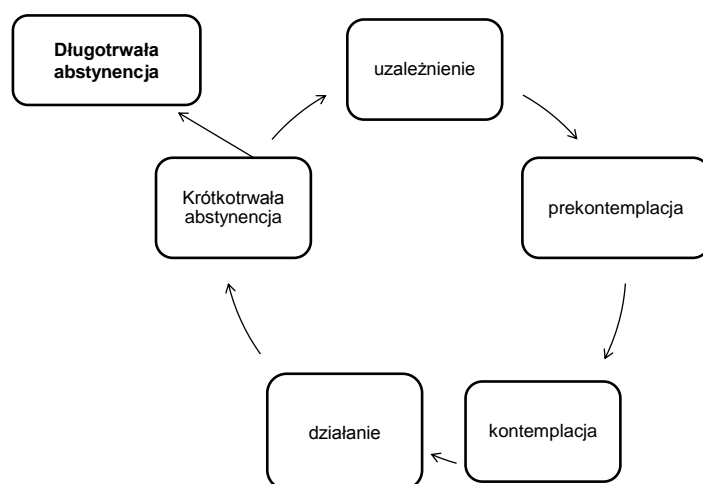 Długotrwała
abstynencja
uzależnienie
Krótkotrwała
abstynencja
prekontemplacja
działanie
kontemplacja